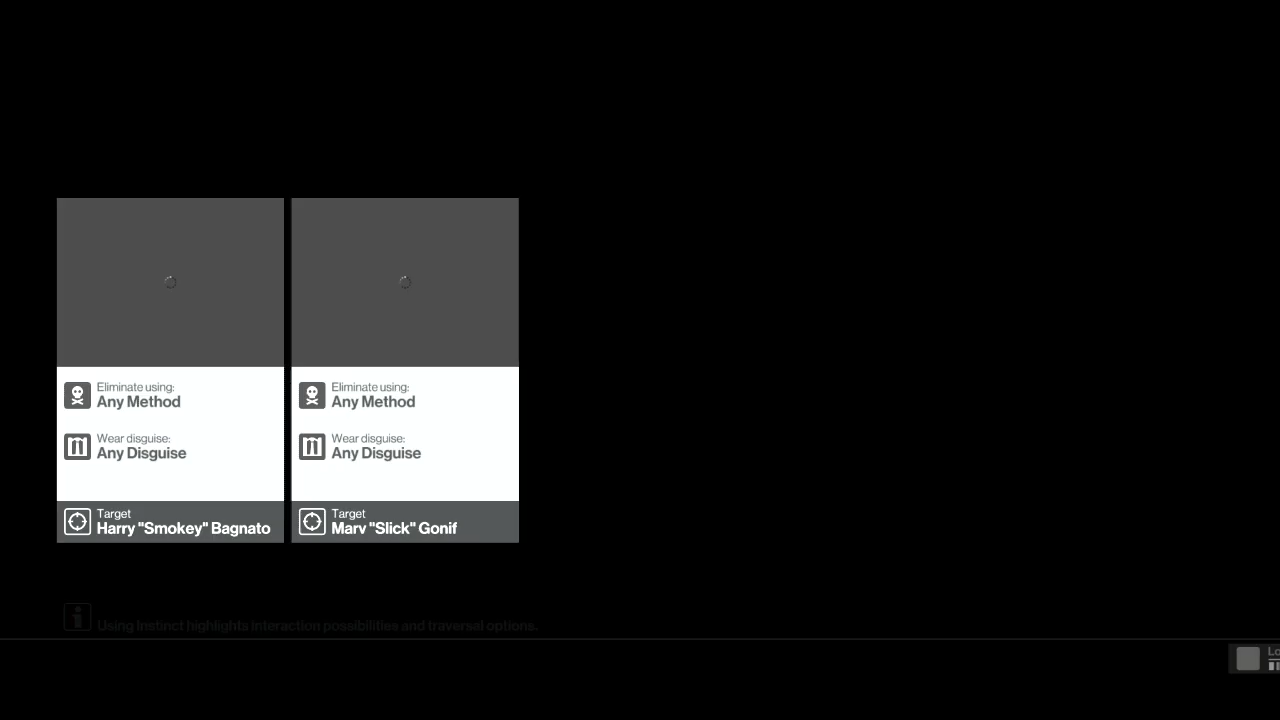 Eliminate using:
Any Method
Wear disguise:
Any Disguise
Target
Harry "Smokey" Bagnato
Eliminate using:
Any Method
Wear disguise:
Any Disguise
Target
Marv "Slick" Gonif
Using Instinct highlights interaction possibilities and traversal options.